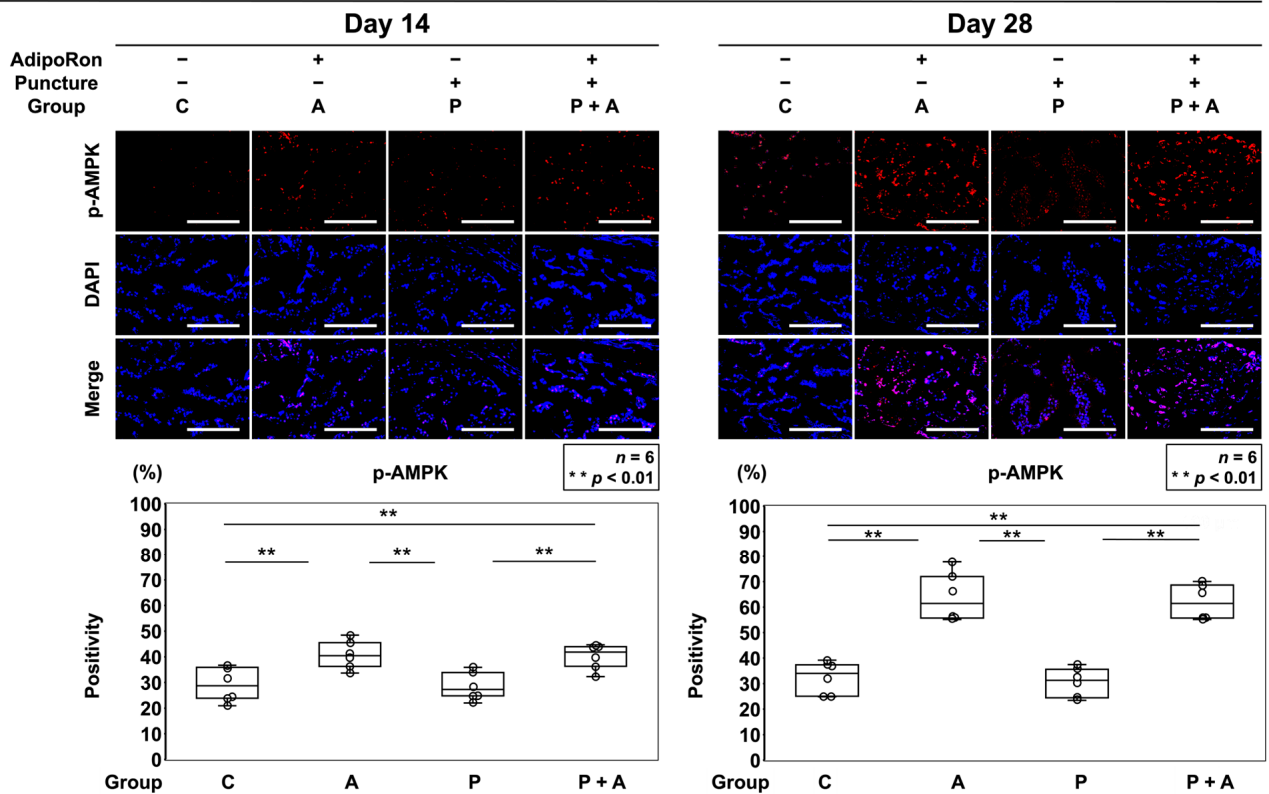 Day 14
AdipoRon − + − +
Puncture − − + +
Group C A P P + A
p-AMPK
DAPI
Merge
(%) p-AMPK
n = 6
** p < 0.01
100
90
80
70
60
50
40
30
20
10
0
Positivity
**
** ** **
Group C A P P + A
Day 28
− + − +
− − + +
C A P P + A
(%) p-AMPK
n = 6
** p < 0.01
100
90
80
70
60
50
40
30
20
10
0
Positivity
**
** ** **
Group C A P P + A